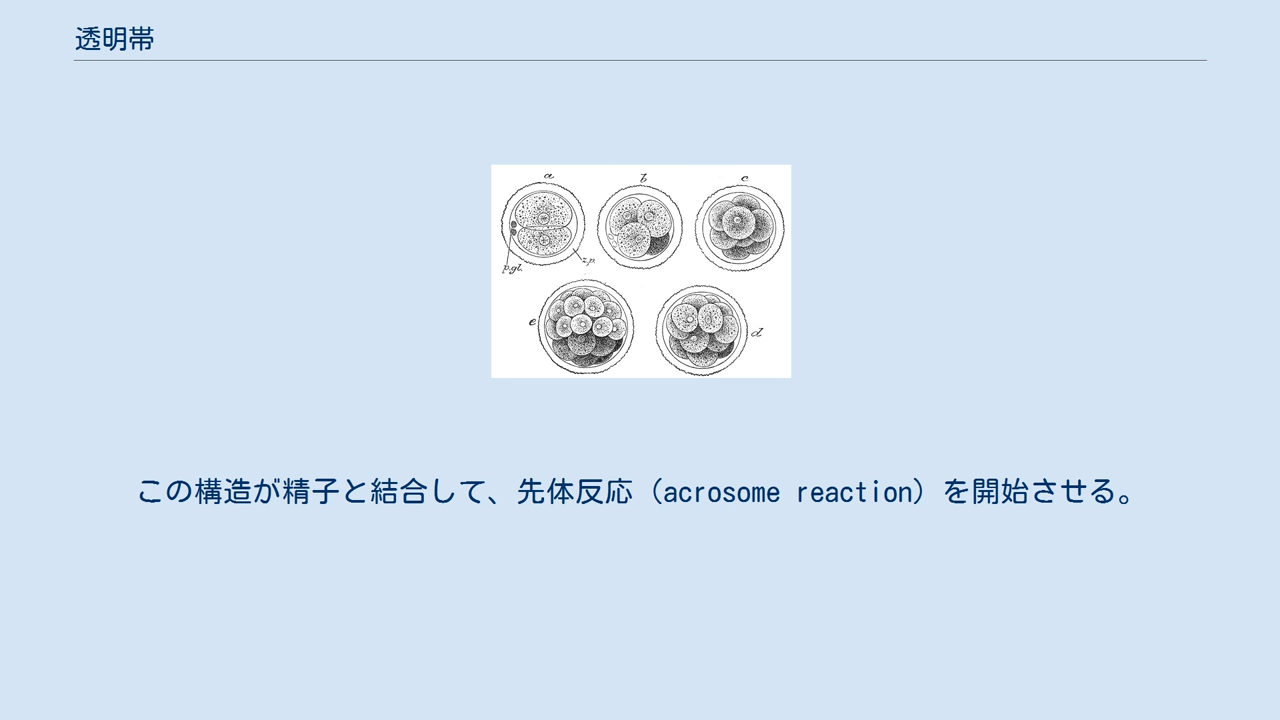 透明帯
a b c
p.gl. z.p.
e d
この構造が精子と結合して、先体反応（acrosome reaction）を開始させる。